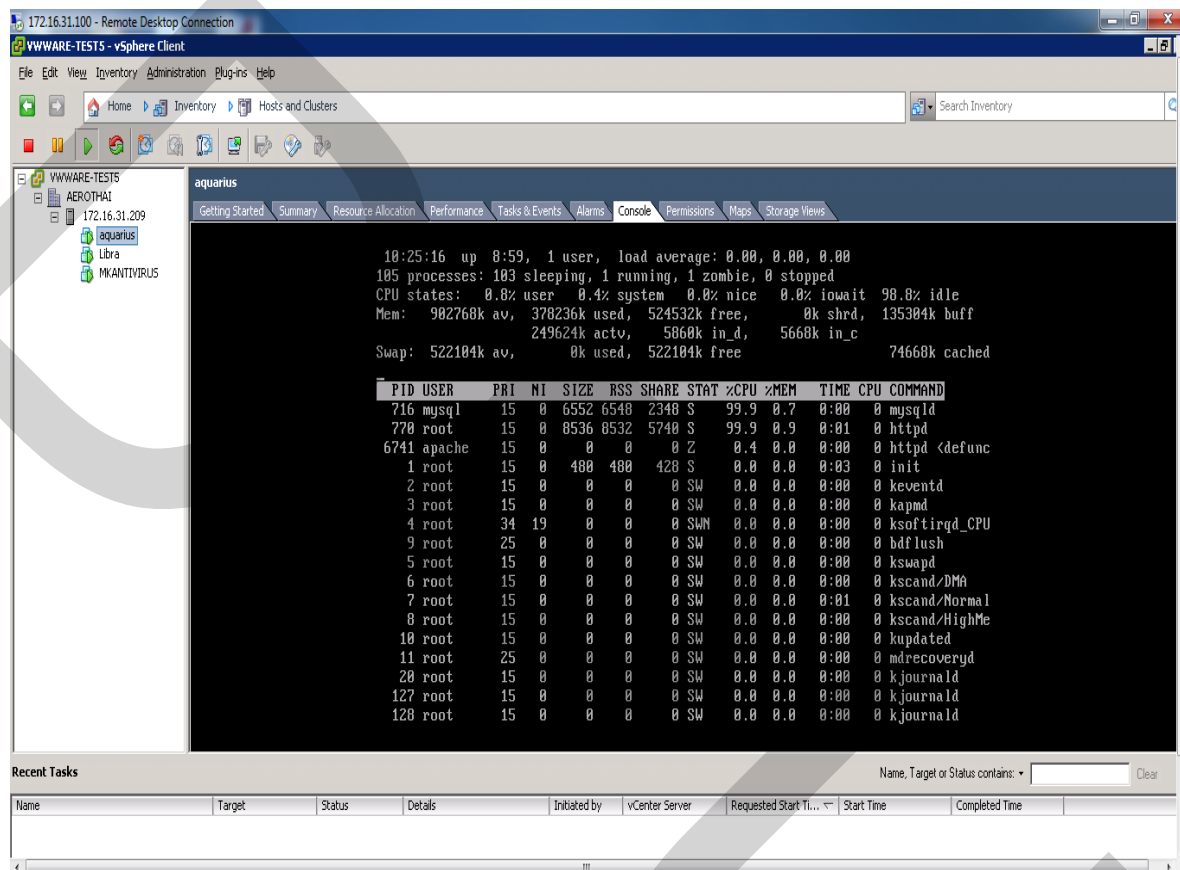 172.16.31.100 - Remote Desktop Connection
VWWARE-TEST5 - vSphere Client
File Edit View Inventory Administration Plug-ins Help
Home Inventory Hosts and Clusters Search Inventory
VWWARE-TEST5
AEROTHAI
172.16.31.209
aquarius
Libra
MKANTIVIRUS
aquarius
Getting Started Summary Resource Allocation Performance Tasks & Events Alarms Console Permissions Maps Storage Views
10:25:16 up 8:59, 1 user, load average: 0.00, 0.00, 0.00
105 processes: 103 sleeping, 1 running, 1 zombie, 0 stopped
CPU states: 0.8% user 0.4% system 0.0% nice 0.0% iowait 98.8% idle
Mem: 902768k av, 378236k used, 524532k free, 0k shrd, 135304k buff
249624k actv, 5860k in_d, 5668k in_c
Swap: 522104k av, 0k used, 522104k free 74668k cached
PID USER PRI NI SIZE RSS SHARE STAT %CPU %MEM TIME CPU COMMAND
716 mysql 15 0 6552 6548 2348 S 99.9 0.7 0:00 0 mysqld
770 root 15 0 8536 8532 5740 S 99.9 0.9 0:01 0 httpd
6741 apache 15 0 0 0 0 Z 0.4 0.0 0:00 0 httpd <defunc
1 root 15 0 480 480 428 S 0.0 0.0 0:03 0 init
2 root 15 0 0 0 0 SW 0.0 0.0 0:00 0 keventd
3 root 15 0 0 0 0 SW 0.0 0.0 0:00 0 kapmd
4 root 34 19 0 0 0 SWN 0.0 0.0 0:00 0 ksoftirqd_CPU
9 root 25 0 0 0 0 SW 0.0 0.0 0:00 0 bdflush
5 root 15 0 0 0 0 SW 0.0 0.0 0:00 0 kswapd
6 root 15 0 0 0 0 SW 0.0 0.0 0:00 0 kscand/DMA
7 root 15 0 0 0 0 SW 0.0 0.0 0:01 0 kscand/Normal
8 root 15 0 0 0 0 SW 0.0 0.0 0:00 0 kscand/HighMe
10 root 15 0 0 0 0 SW 0.0 0.0 0:00 0 kupdated
11 root 25 0 0 0 0 SW 0.0 0.0 0:00 0 mdrecoveryd
20 root 15 0 0 0 0 SW 0.0 0.0 0:00 0 kjournald
127 root 15 0 0 0 0 SW 0.0 0.0 0:00 0 kjournald
128 root 15 0 0 0 0 SW 0.0 0.0 0:00 0 kjournald
Recent Tasks Name, Target or Status contains: Clear
Name Target Status Details Initiated by vCenter Server Requested Start Ti... Start Time Completed Time